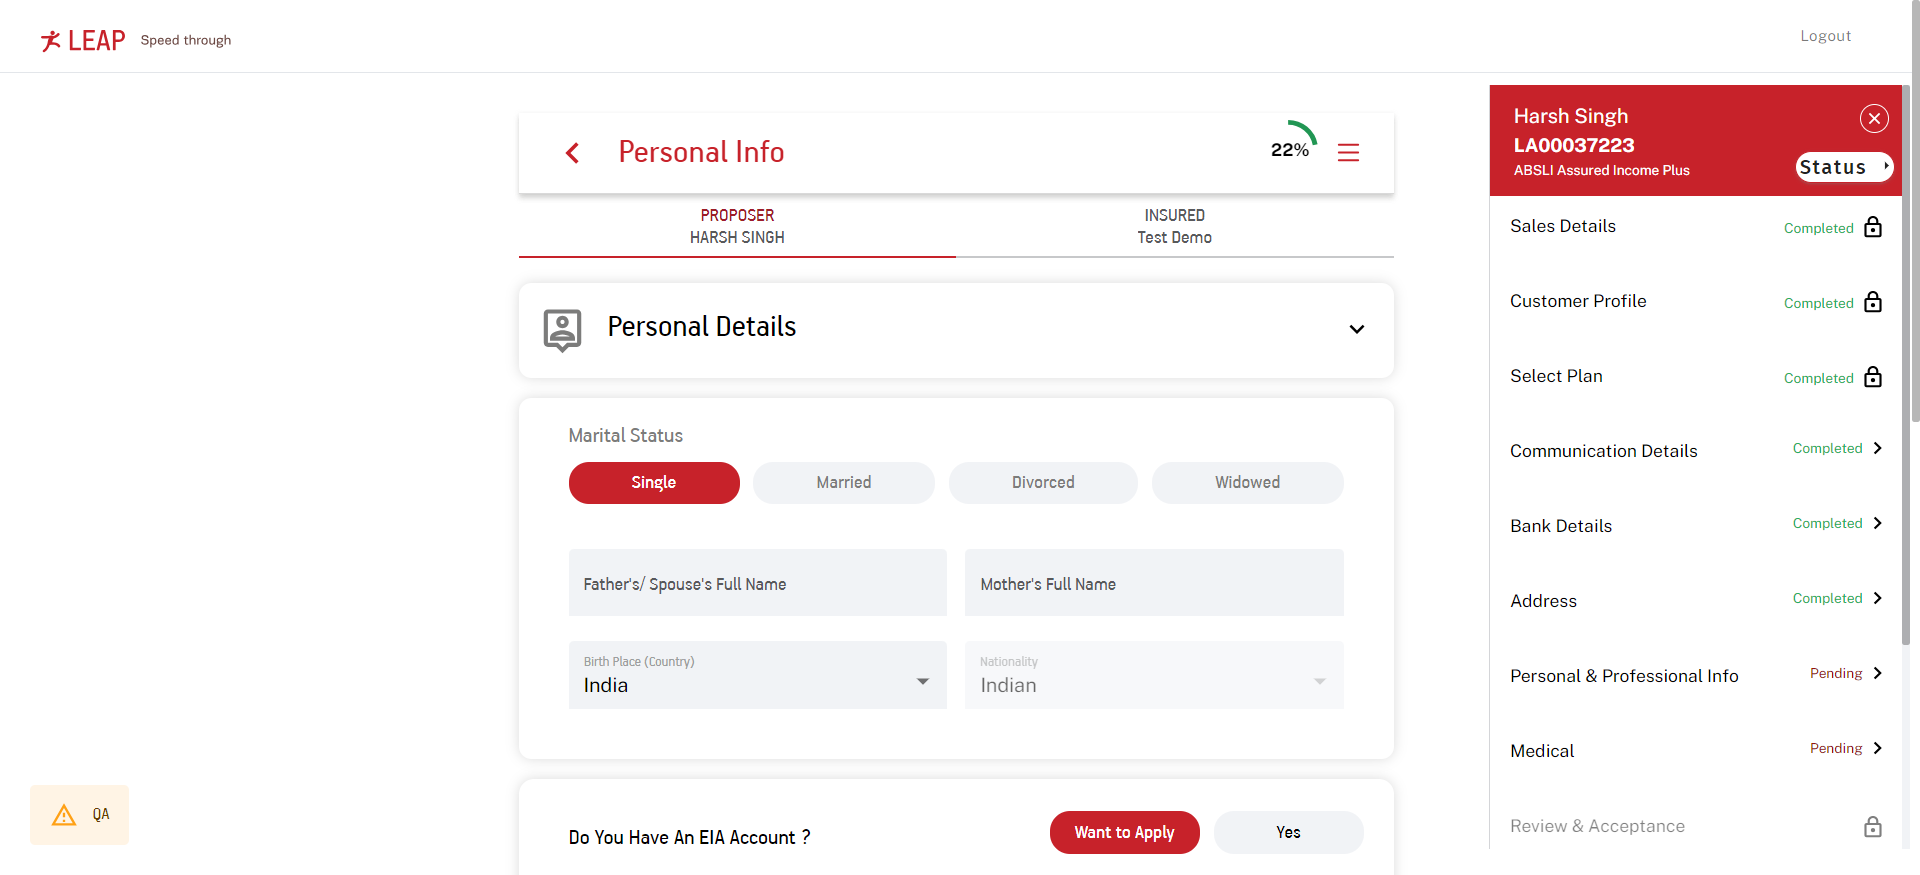 LEAP Speed through
Logout
Personal Info
22%
PROPOSER
HARSH SINGH
INSURED
Test Demo
Personal Details
Marital Status
Single
Married
Divorced
Widowed
Father's/ Spouse's Full Name
Mother's Full Name
Birth Place (Country)
India
Nationality
Indian
Do You Have An EIA Account ?
Want to Apply
Yes
QA
Harsh Singh
LA00037223
ABSLI Assured Income Plus
Status
Sales Details Completed
Customer Profile Completed
Select Plan Completed
Communication Details Completed
Bank Details Completed
Address Completed
Personal & Professional Info Pending
Medical Pending
Review & Acceptance